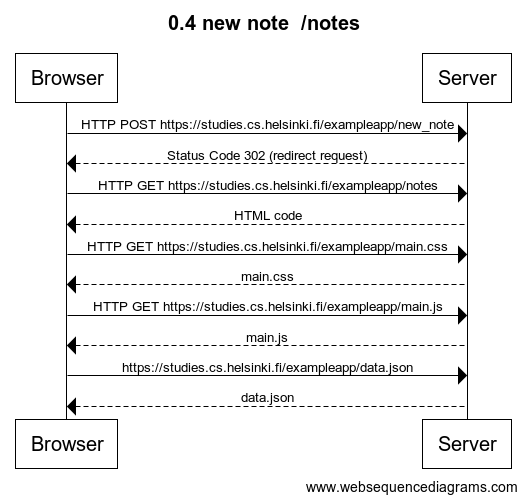 0.4 new note /notes
Browser
Server
HTTP POST https://studies.cs.helsinki.fi/exampleapp/new_note
Status Code 302 (redirect request)
HTTP GET https://studies.cs.helsinki.fi/exampleapp/notes
HTML code
HTTP GET https://studies.cs.helsinki.fi/exampleapp/main.css
main.css
HTTP GET https://studies.cs.helsinki.fi/exampleapp/main.js
main.js
https://studies.cs.helsinki.fi/exampleapp/data.json
data.json
Browser
Server
www.websequencediagrams.com